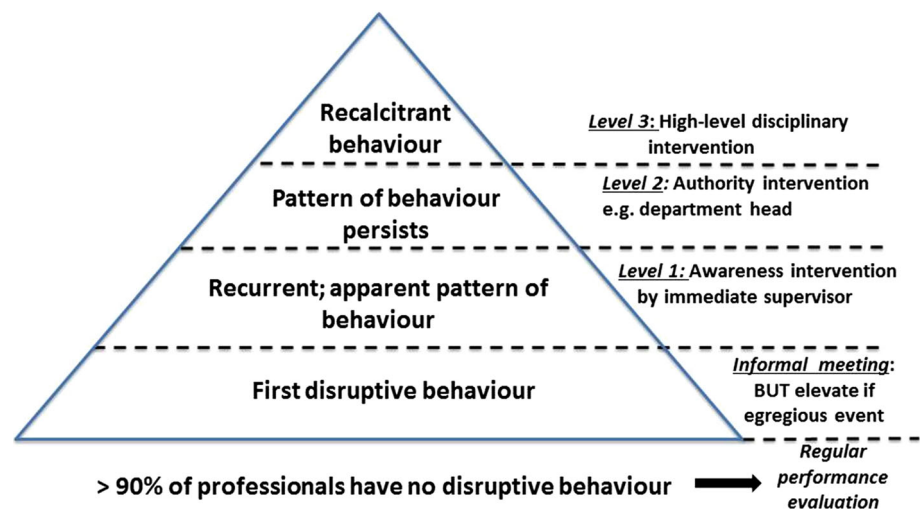 Recalcitrant
behaviour
Level 3: High-level disciplinary
intervention
Pattern of behaviour
persists
Level 2: Authority intervention
e.g. department head
Recurrent; apparent pattern of
behaviour
Level 1: Awareness intervention
by immediate supervisor
First disruptive behaviour
Informal meeting:
BUT elevate if
egregious event
> 90% of professionals have no disruptive behaviour
Regular
performance
evaluation